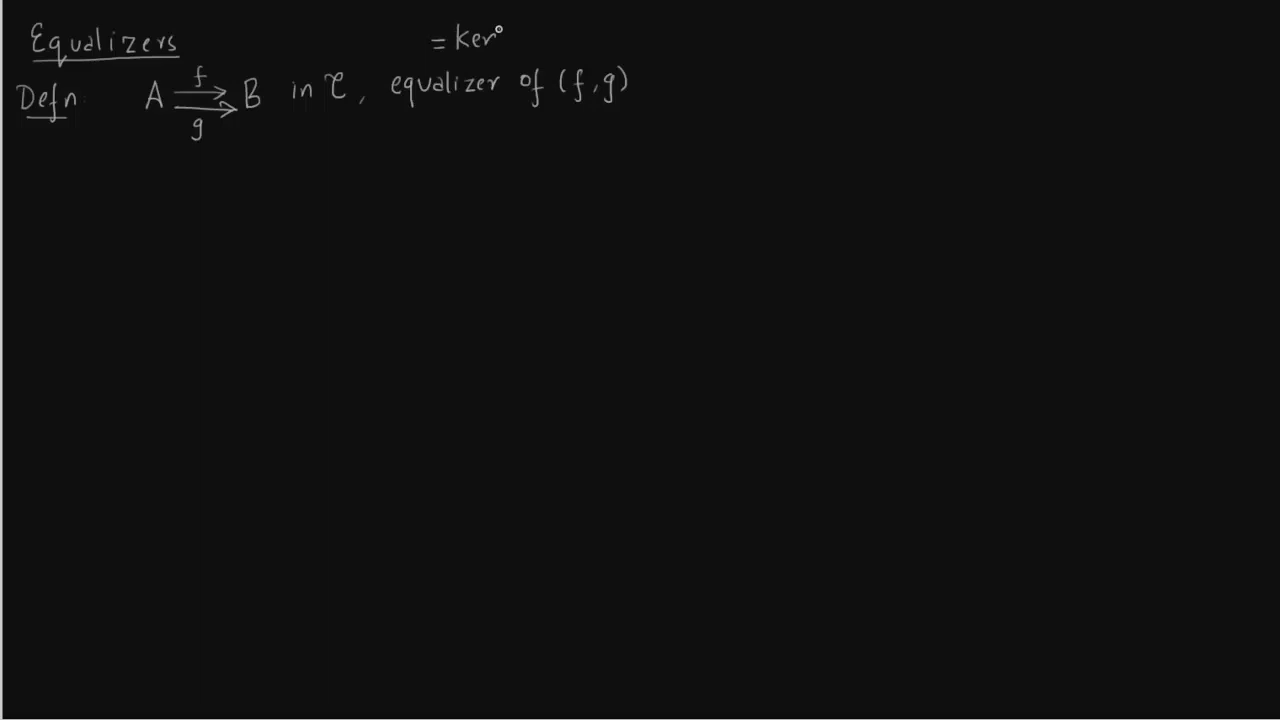 Equalizers
= ker
Defn: A ⇉ B in τ, equalizer of (f, g)
f
g